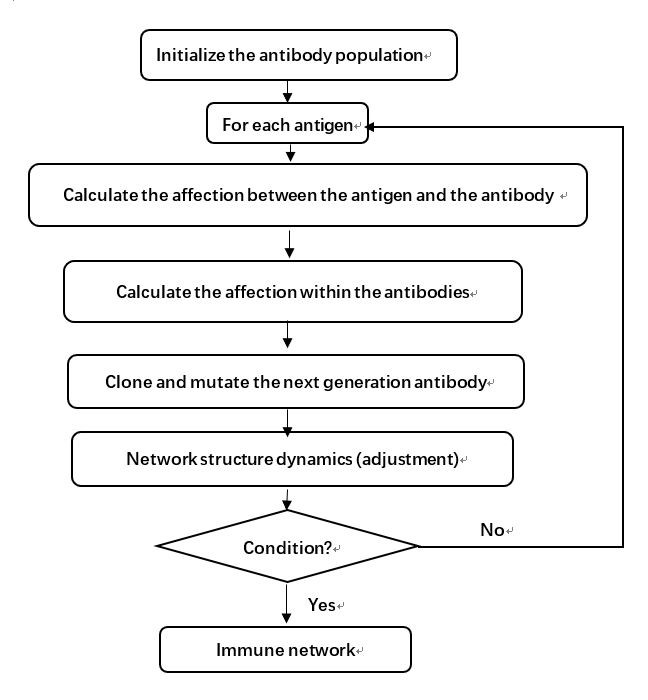 Initialize the antibody population
For each antigen
Calculate the affection between the antigen and the antibody
Calculate the affection within the antibodies
Clone and mutate the next generation antibody
Network structure dynamics (adjustment)
Condition?
No
Yes
Immune network